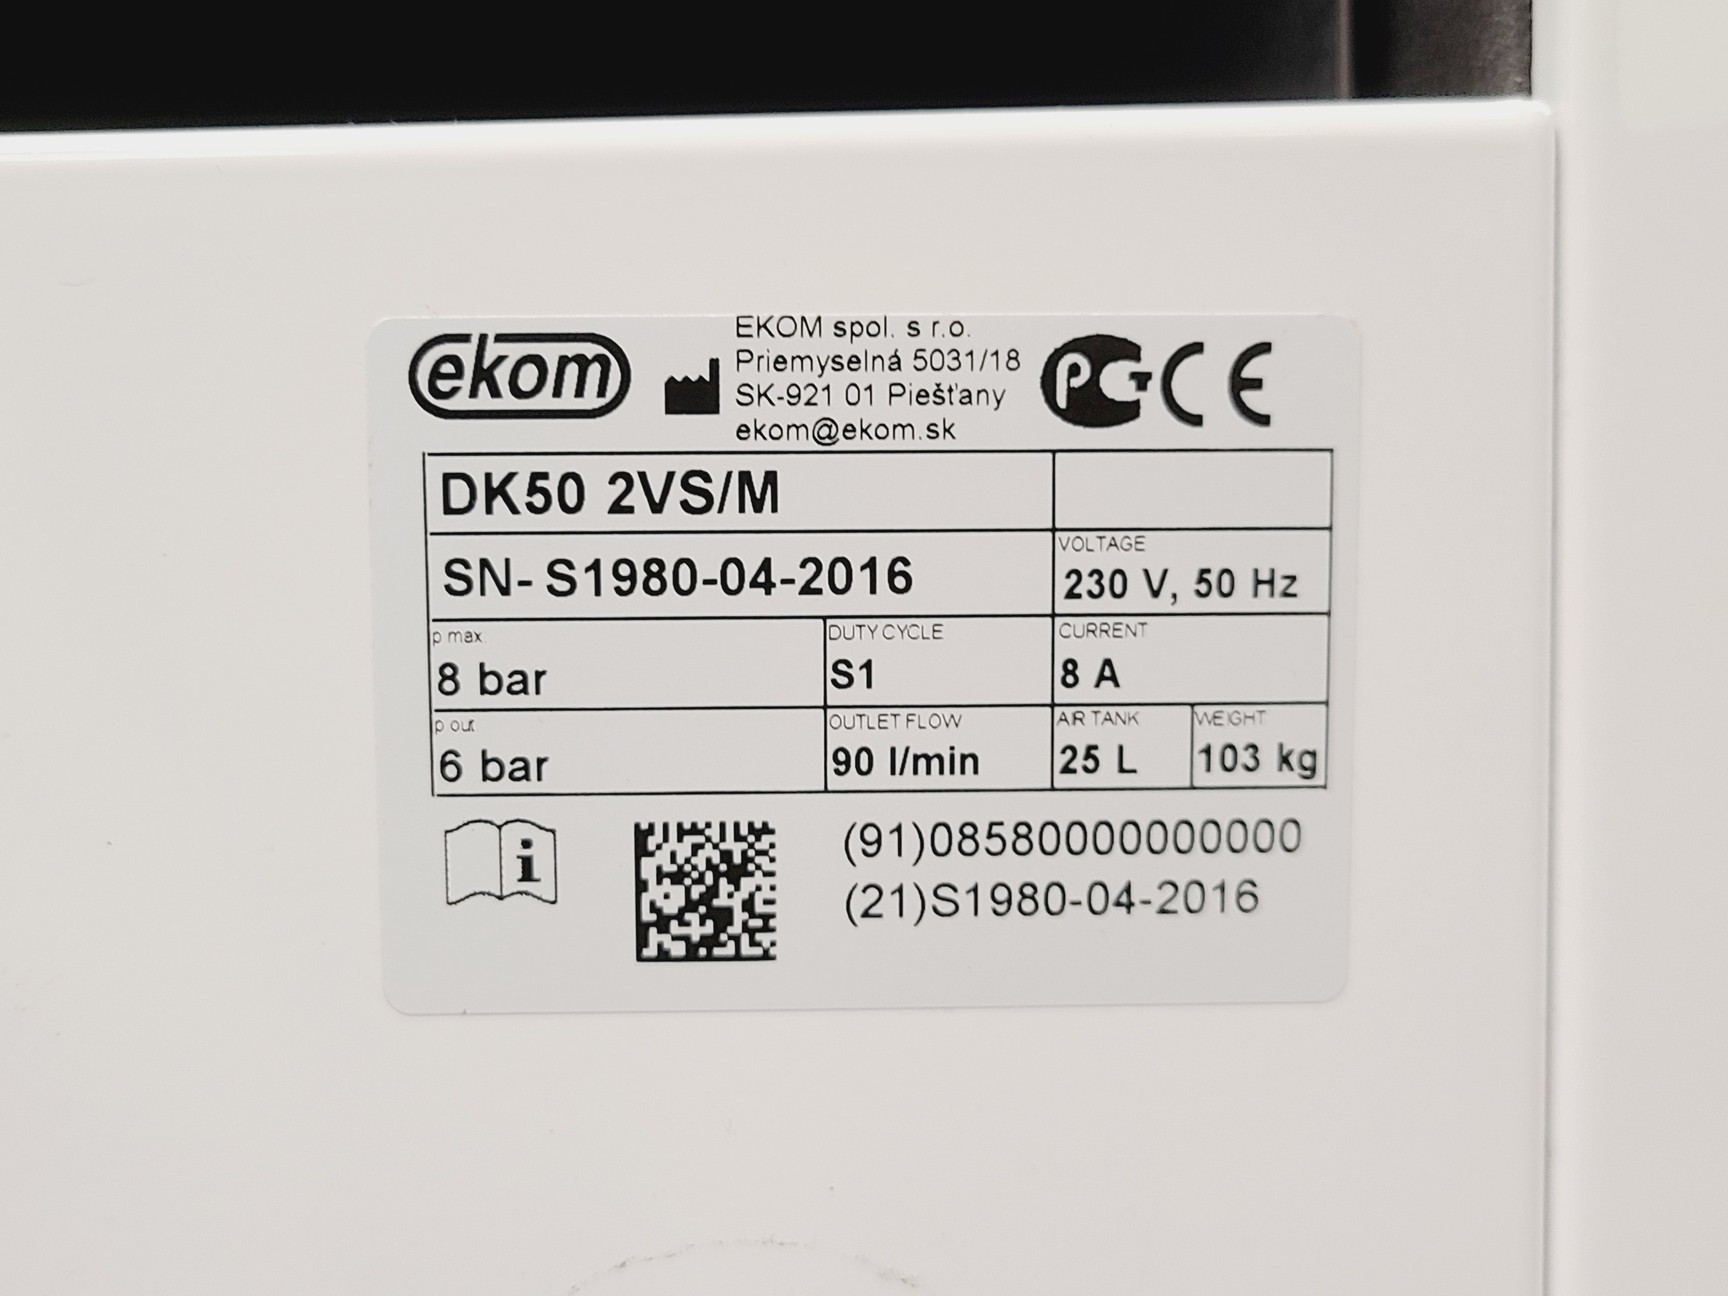 ekom
EKOM spol. s r.o.
Priemyselná 5031/18
SK-921 01 Piešťany
ekom@ekom.sk
PCT CE
DK50 2VS/M
SN- S1980-04-2016
VOLTAGE
230 V, 50 Hz
p max.
8 bar
DUTY CYCLE
S1
CURRENT
8 A
p out
6 bar
OUTLET FLOW
90 l/min
AIR TANK
25 L
WEIGHT
103 kg
i
(91)08580000000000
(21)S1980-04-2016